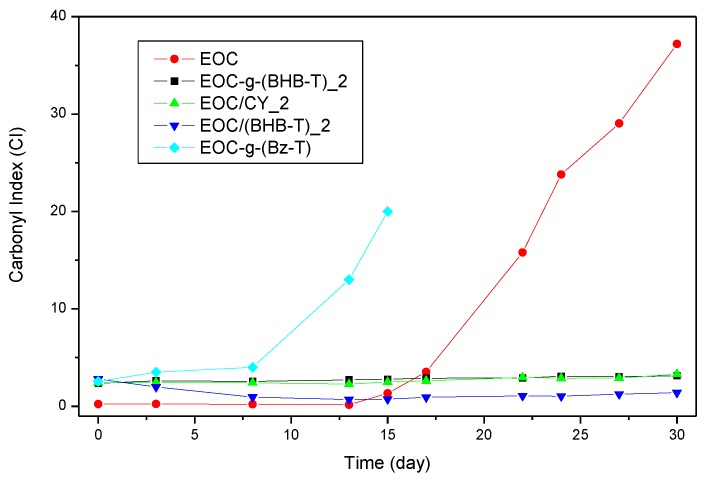 40
30
20
10
0
Carbonyl Index (CI)
EOC
EOC-g-(BHB-T)_2
EOC/CY_2
EOC/(BHB-T)_2
EOC-g-(Bz-T)
0 5 10 15 20 25 30
Time (day)